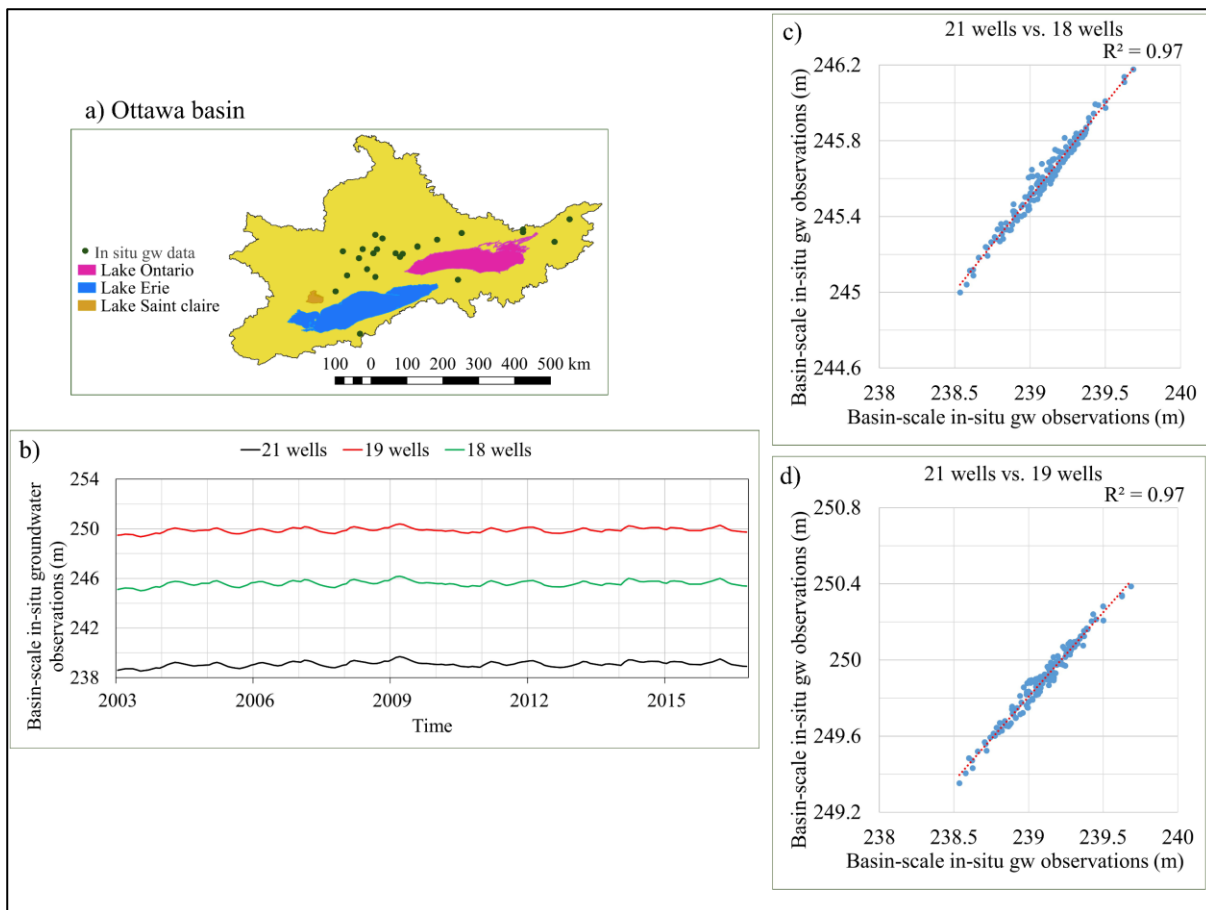 a) Ottawa basin
In situ gw data
Lake Ontario
Lake Erie
Lake Saint claire
100 0 100 200 300 400 500 km
b)
21 wells 19 wells 18 wells
Basin-scale in-situ groundwater
observations (m)
254
250
246
242
238
2003 2006 2009 2012 2015
Time
c)
21 wells vs. 18 wells
R² = 0.97
Basin-scale in-situ gw observations (m)
246.2
245.8
245.4
245
244.6
238 238.5 239 239.5 240
Basin-scale in-situ gw observations (m)
d)
21 wells vs. 19 wells
R² = 0.97
Basin-scale in-situ gw observations (m)
250.8
250.4
250
249.6
249.2
238 238.5 239 239.5 240
Basin-scale in-situ gw observations (m)